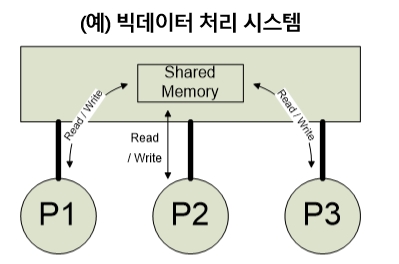 (예) 빅데이터 처리 시스템
Shared
Memory
Read / Write
Read
/ Write
Read / Write
P1
P2
P3